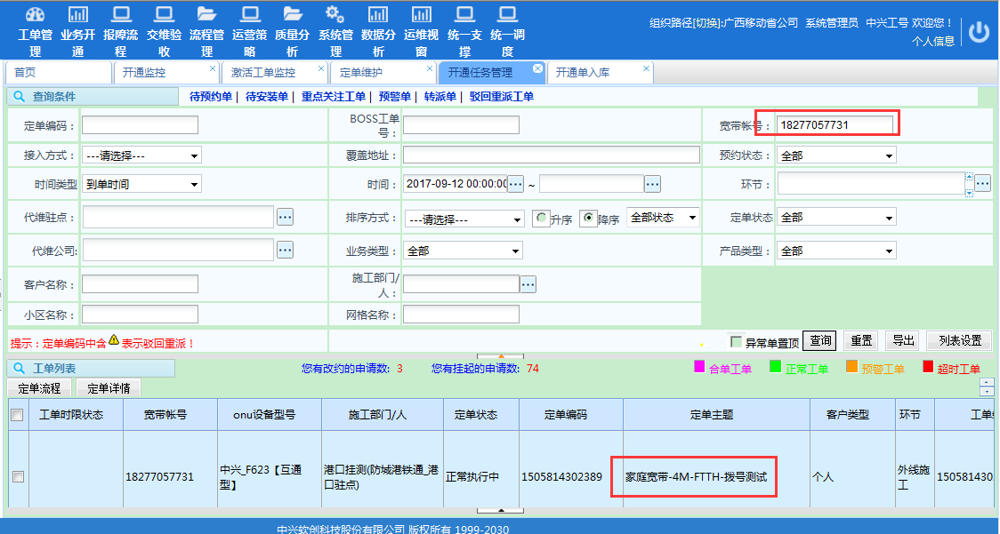 组织路径[切换]:广西移动省公司 系统管理员 中兴工号 欢迎您！
个人信息
工单管理 业务开通 报障流程 交维验收 流程管理 运营策略 质量分析 系统管理 数据分析 运维视窗 统一支撑 统一调度
首页 开通监控 激活工单监控 定单维护 开通任务管理 开通单入库
查询条件 待预约单 | 待安装单 | 重点关注工单 | 预警单 | 转派单 | 驳回重派工单
定单编码： BOSS工单号： 宽带帐号： 18277057731
接入方式： ---请选择--- 覆盖地址： 预约状态： 全部
时间类型 到单时间 时间： 2017-09-12 00:00:00 ... ~ ... 环节： ...
代维驻点： ... 排序方式： ---请选择--- 升序 降序 全部状态 定单状态 全部
代维公司: ... 业务类型： 全部 产品类型： 全部
客户名称： 施工部门/人： ...
小区名称： 网格名称：
提示：定单编码中含 表示驳回重派！ 异常单置顶 查询 重置 导出 列表设置
工单列表 您有改约的申请数: 3 您有挂起的申请数: 74 合单工单 正常工单 预警工单 超时工单
定单流程 定单详情
工单时限状态 宽带帐号 onu设备型号 施工部门/人 定单状态 定单编码 定单主题 客户类型 环节 工单
18277057731 中兴_F623【互通型】 港口挂测(防城港铁通_港口驻点) 正常执行中 1505814302389 家庭宽带-4M-FTTH-拨号测试 个人 外线施工 15058143023
中兴软创科技股份有限公司 版权所有 1999-2030